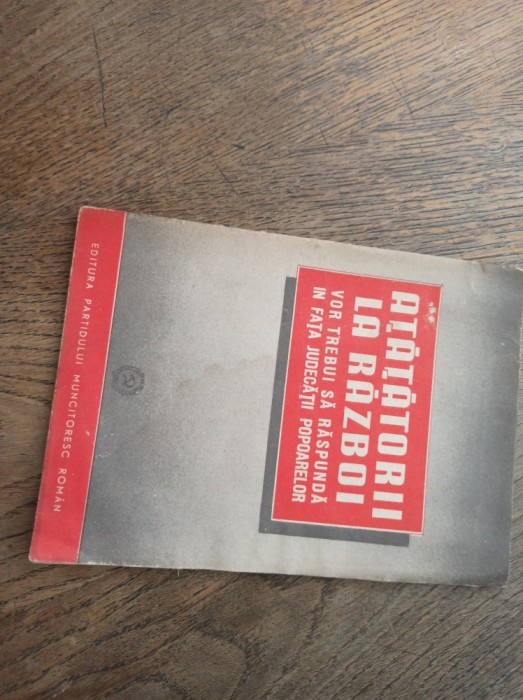 AȚÂȚĂTORII
LA RĂZBOI
VOR TREBUI SĂ RĂSPUNDĂ
IN FAȚA JUDECĂȚII POPOARELOR
EDITURA PARTIDULUI MUNCITORESC ROMÂN